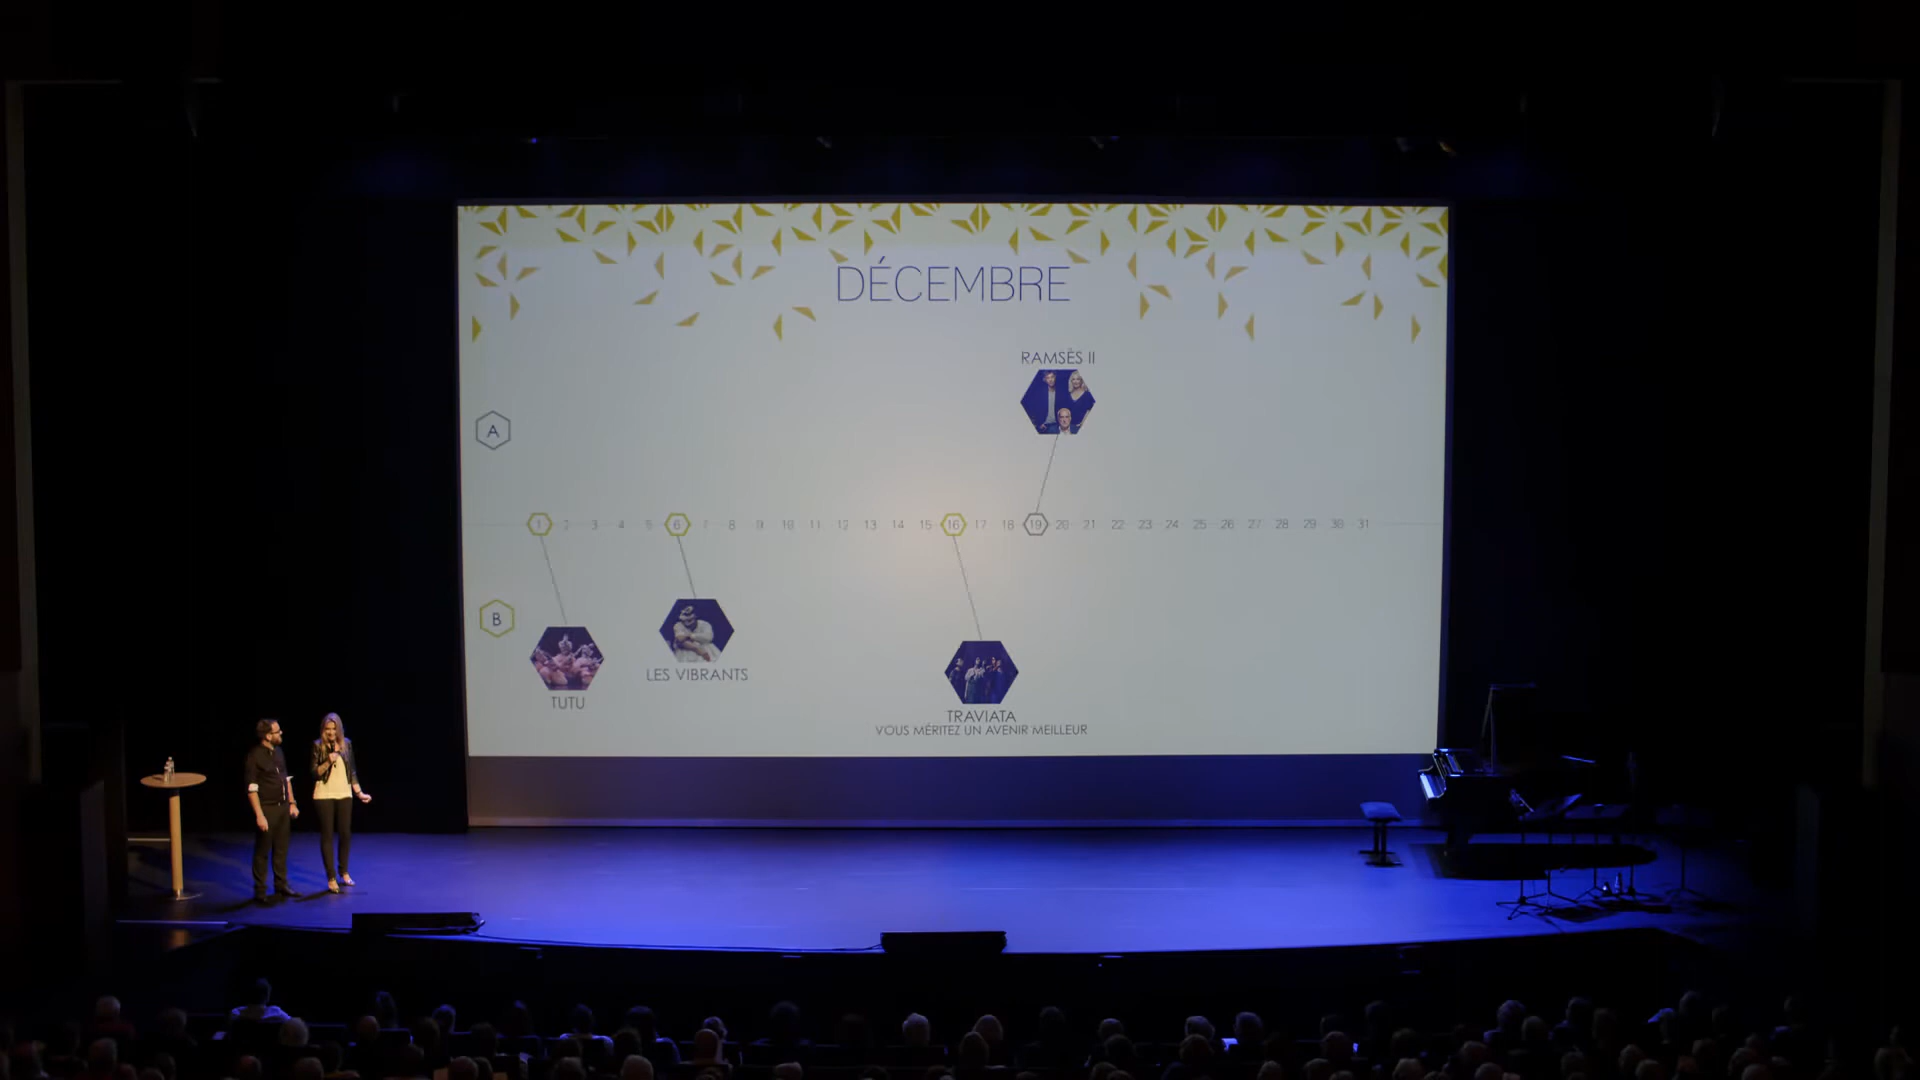 DÉCEMBRE
RAMSÈS II
A
1 2 3 4 5 6 7 8 9 10 11 12 13 14 15 16 17 18 19 20 21 22 23 24 25 26 27 28 29 30 31
B
TUTU
LES VIBRANTS
TRAVIATA
VOUS MÉRITEZ UN AVENIR MEILLEUR